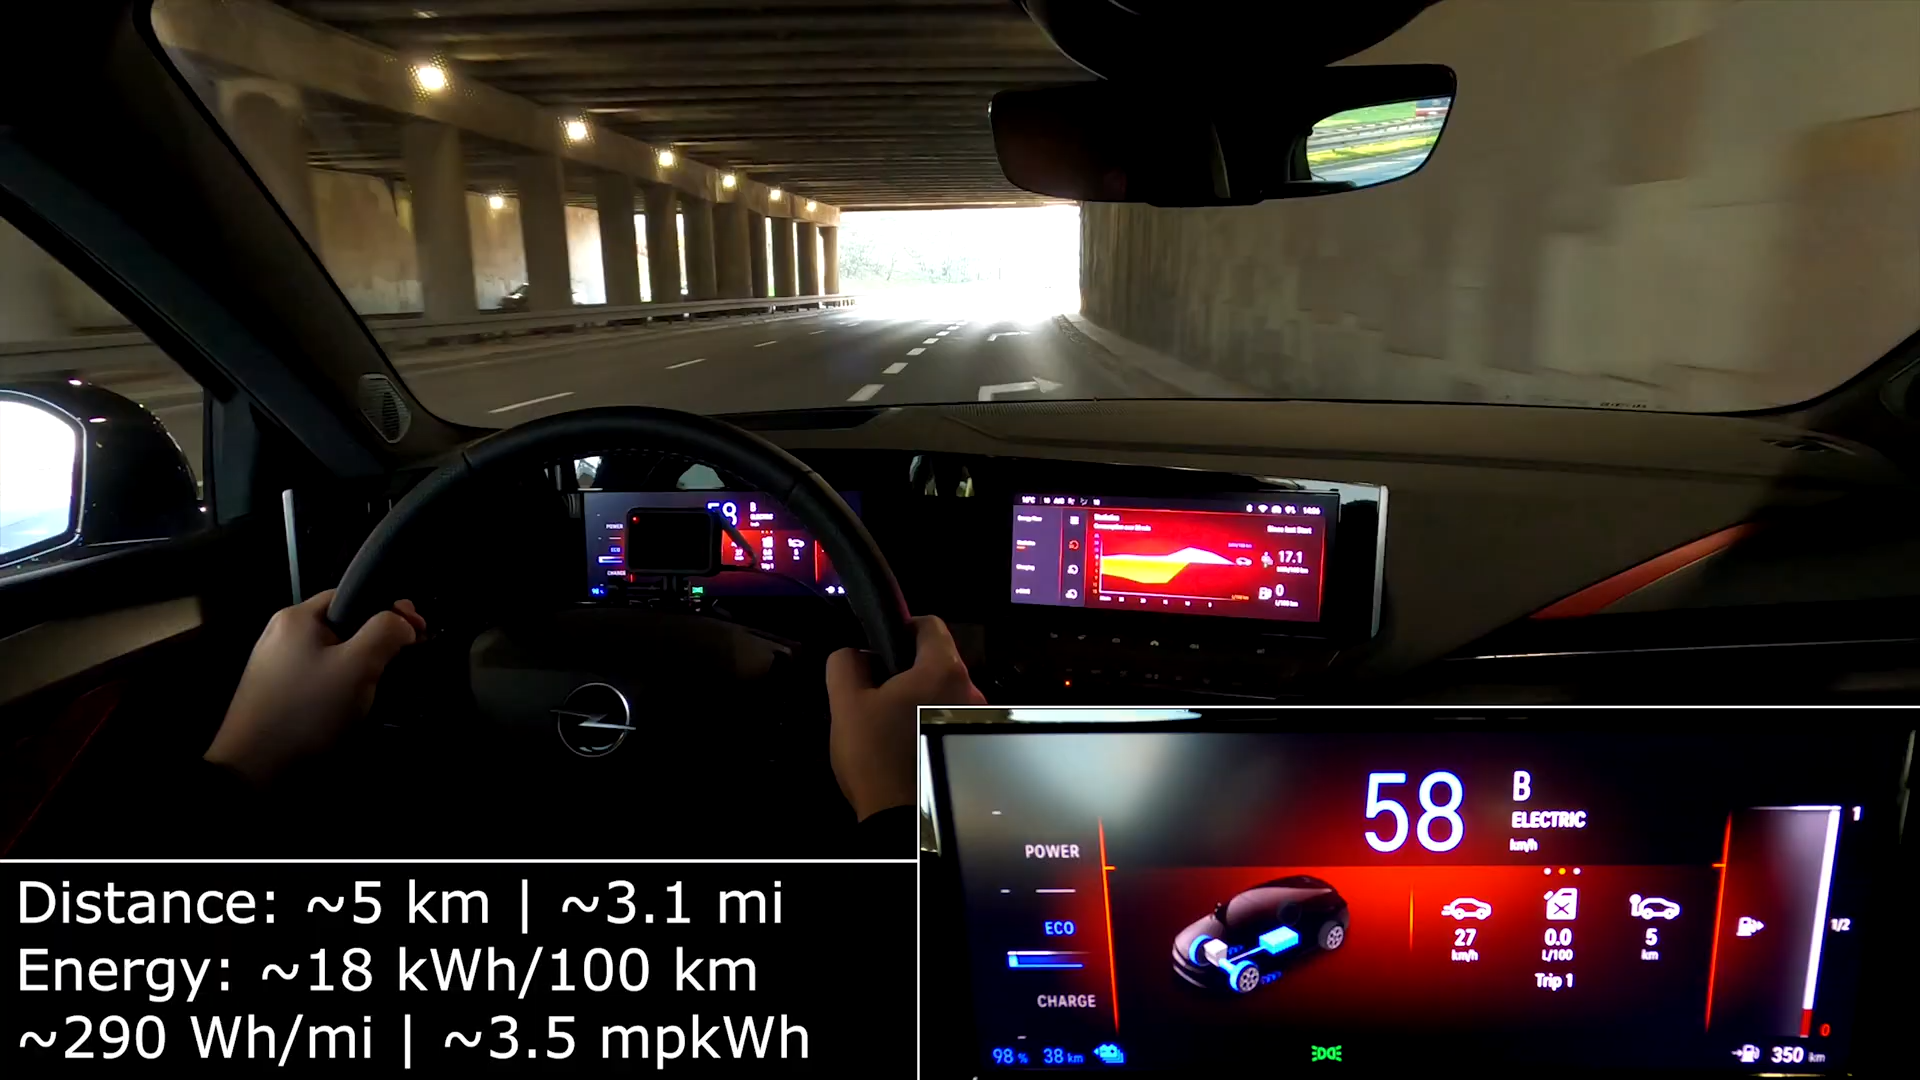 17.1
0
Distance: ~5 km | ~3.1 mi
Energy: ~18 kWh/100 km
~290 Wh/mi | ~3.5 mpkWh
58 B
ELECTRIC
km/h
POWER
ECO
CHARGE
27
km/h
0.0
L/100
5
km
Trip 1
1
1/2
0
98 % 38 km
350 km